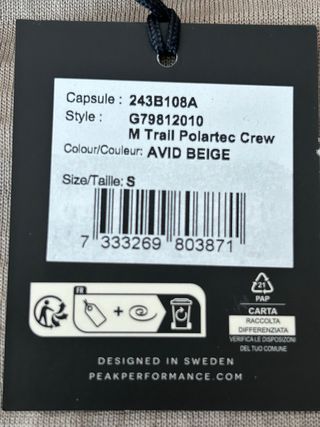 Capsule : 243B108A
Style : G79812010
M Trail Polartec Crew
Colour/Couleur: AVID BEIGE
Size/Taille: S
7 333269 803871
FR
+
21
PAP
CARTA
RACCOLTA
DIFFERENZIATA
VERIFICA LE DISPOSIZIONI
DEL TUO COMUNE
DESIGNED IN SWEDEN
PEAKPERFORMANCE.COM